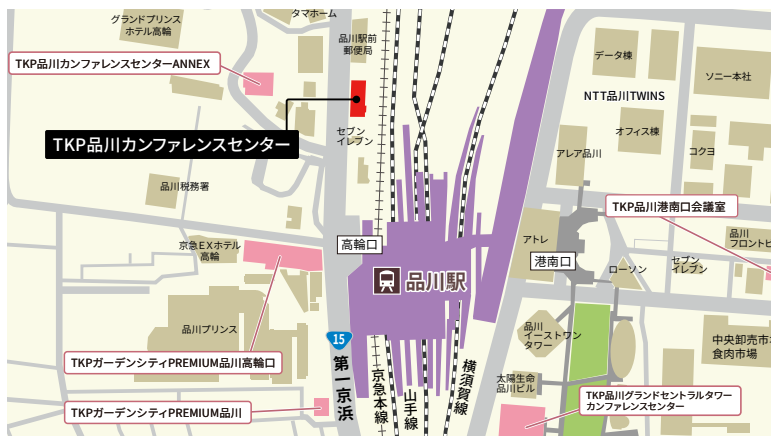 グランドプリンス
ホテル高輪
タマホーム
品川駅前
郵便局
TKP品川カンファレンスセンターANNEX
TKP品川カンファレンスセンター
セブン
イレブン
データ棟
ソニー本社
NTT品川TWINS
オフィス棟
コクヨ
アレア品川
品川税務署
TKP品川港南口会議室
京急EXホテル
高輪
高輪口
アトレ
品川
フロントビ
港南口
ローソン
セブン
イレブン
品川駅
品川プリンス
15
第一京浜
京急本線
山手線
横須賀線
品川
イーストワン
タワー
中央卸売市場
食肉市場
TKPガーデンシティPREMIUM品川高輪口
太陽生命
品川ビル
TKPガーデンシティPREMIUM品川
TKP品川グランドセントラルタワー
カンファレンスセンター